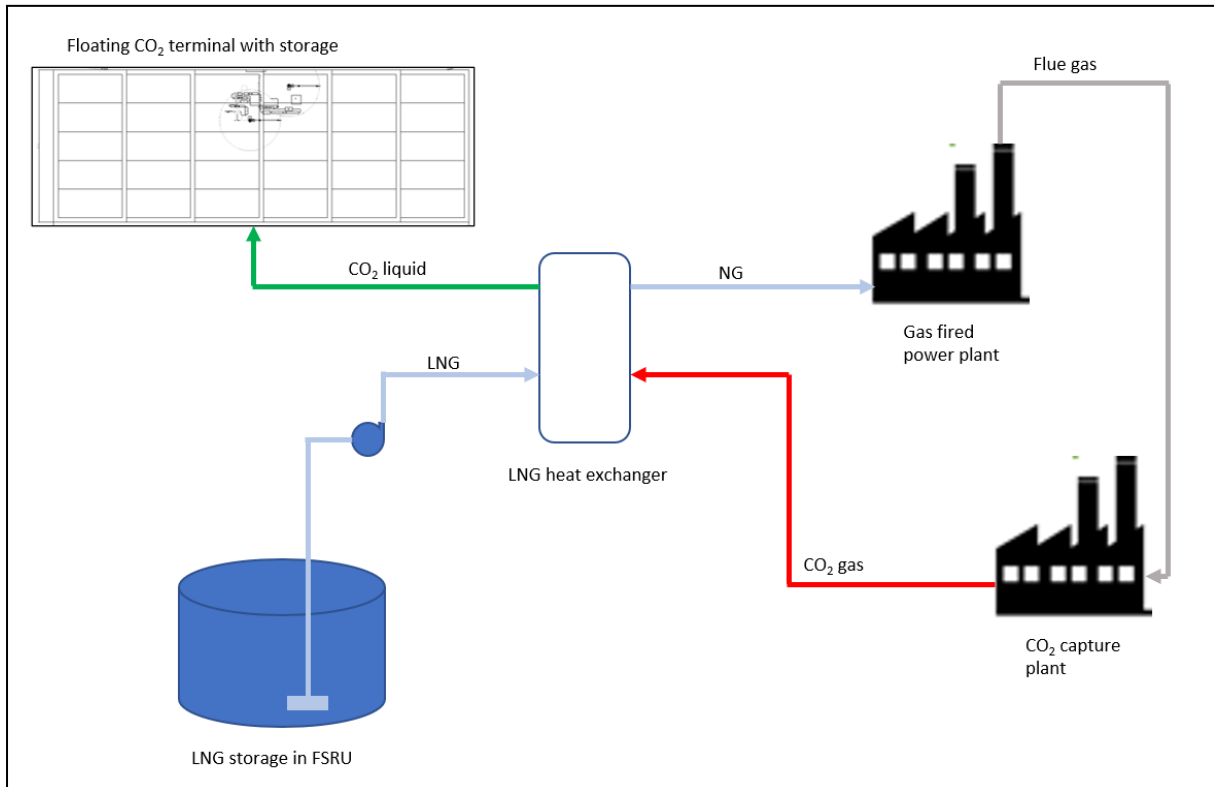 Floating CO₂ terminal with storage
Flue gas
CO₂ liquid
NG
Gas fired
power plant
LNG
LNG heat exchanger
CO₂ gas
CO₂ capture
plant
LNG storage in FSRU